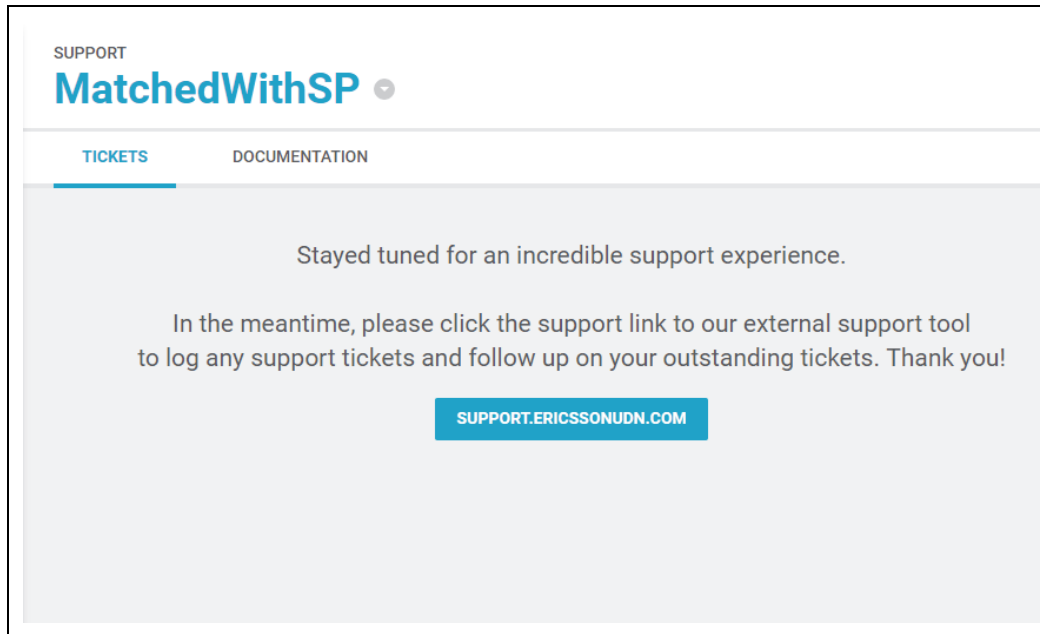 SUPPORT
MatchedWithSP
TICKETS DOCUMENTATION
Stayed tuned for an incredible support experience.
In the meantime, please click the support link to our external support tool
to log any support tickets and follow up on your outstanding tickets. Thank you!
SUPPORT.ERICSSONUDN.COM